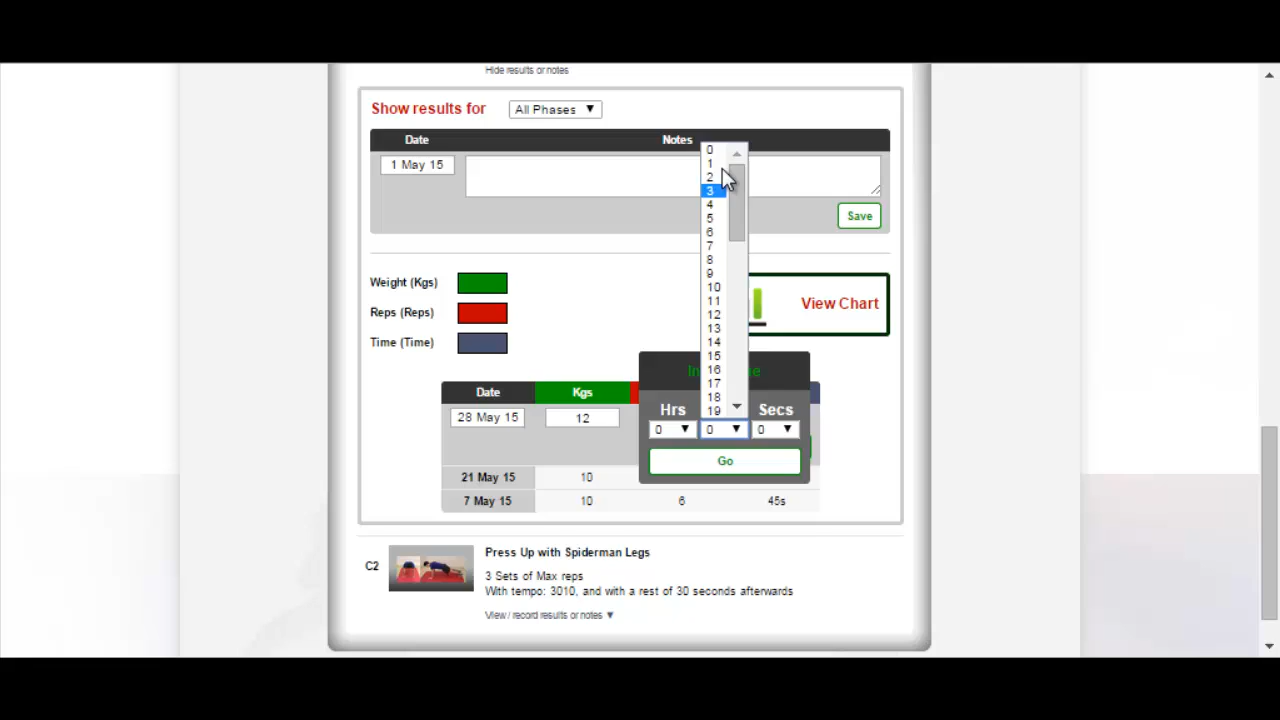 Hide results or notes
Show results for All Phases ▼
Date Notes
1 May 15
Save
0
1
2
3
4
5
6
7
8
9
10
11
12
13
14
15
16
17
18
19
Weight (Kgs)
Reps (Reps)
Time (Time)
View Chart
Date Kgs
28 May 15 12
Hrs Secs
0 ▼ 0 ▼ 0 ▼
Go
21 May 15 10
7 May 15 10 6 45s
C2
Press Up with Spiderman Legs
3 Sets of Max reps
With tempo: 3010, and with a rest of 30 seconds afterwards
View / record results or notes ▼